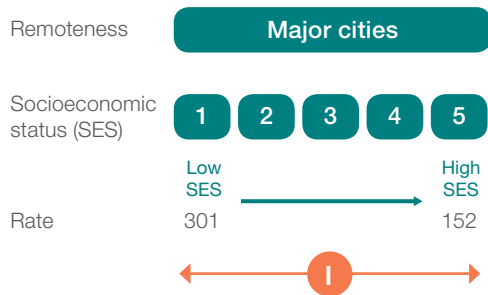 Remoteness Major cities
Socioeconomic
status (SES)
1 2 3 4 5
Low
SES
High
SES
Rate 301 152
I